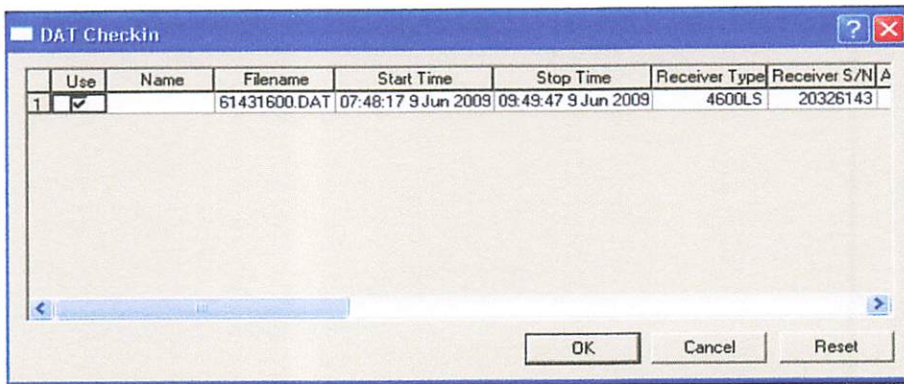 DAT Checkin
Use Name Filename Start Time Stop Time Receiver Type Receiver S/N A
1 61431600.DAT 07:48:17 9 Jun 2009 09:49:47 9 Jun 2009 4600LS 20326143
OK Cancel Reset